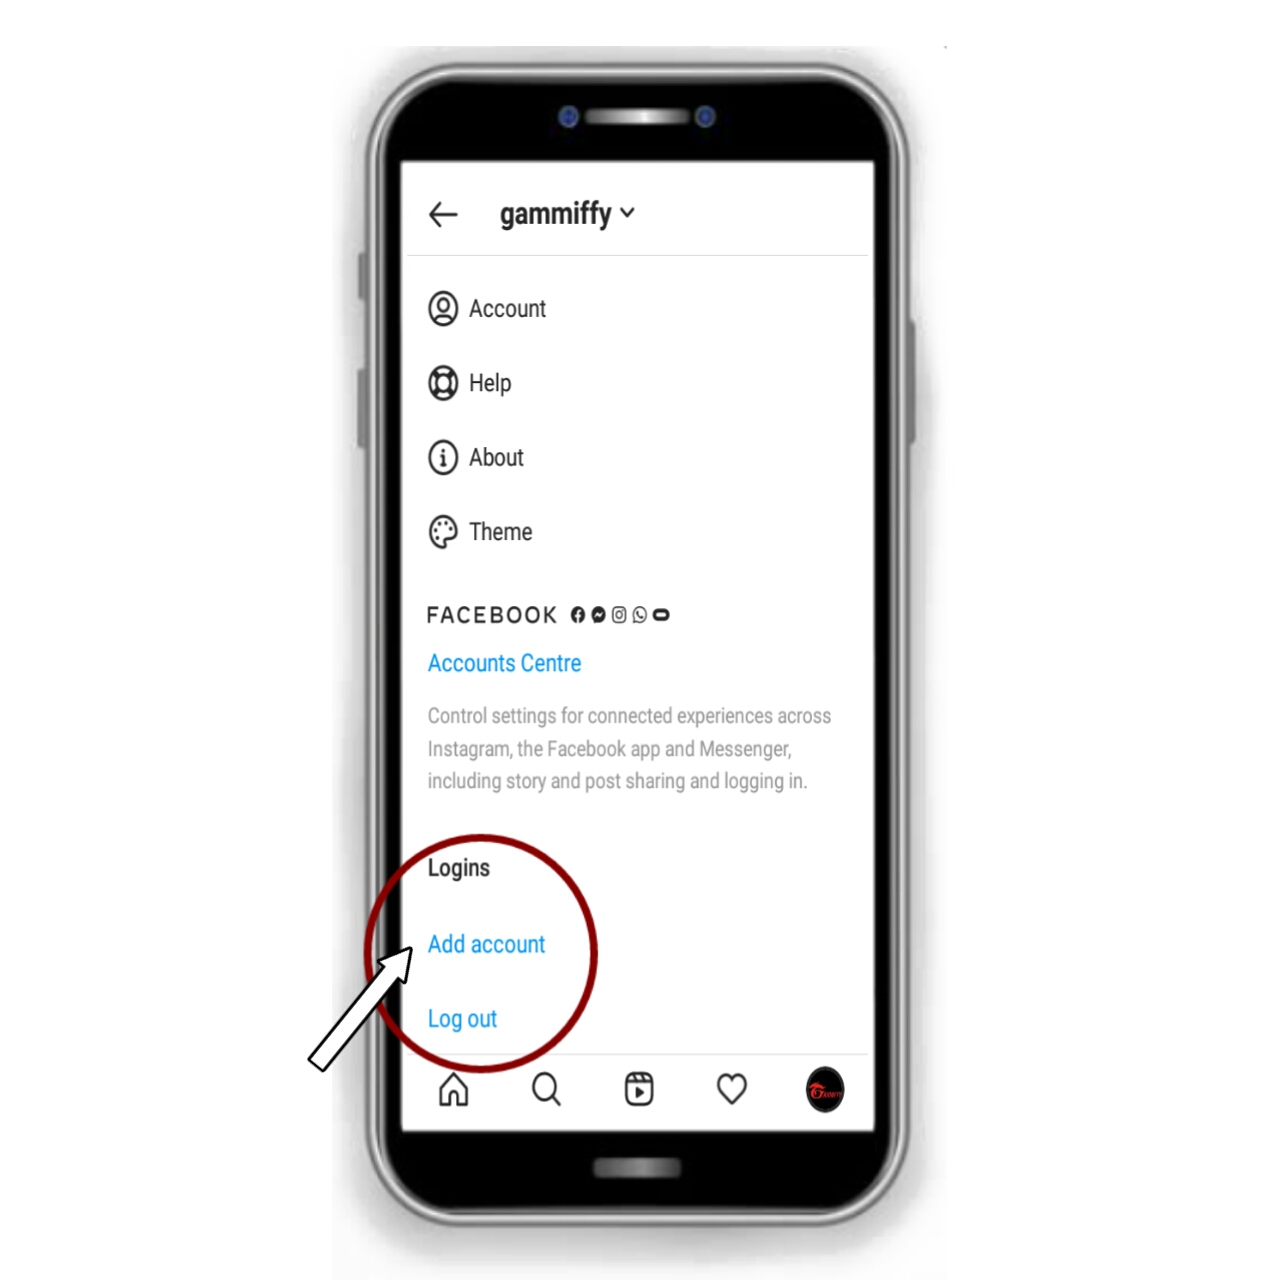 gammiffy
Account
Help
About
Theme
FACEBOOK
Accounts Centre
Control settings for connected experiences across
Instagram, the Facebook app and Messenger,
including story and post sharing and logging in.
Logins
Add account
Log out